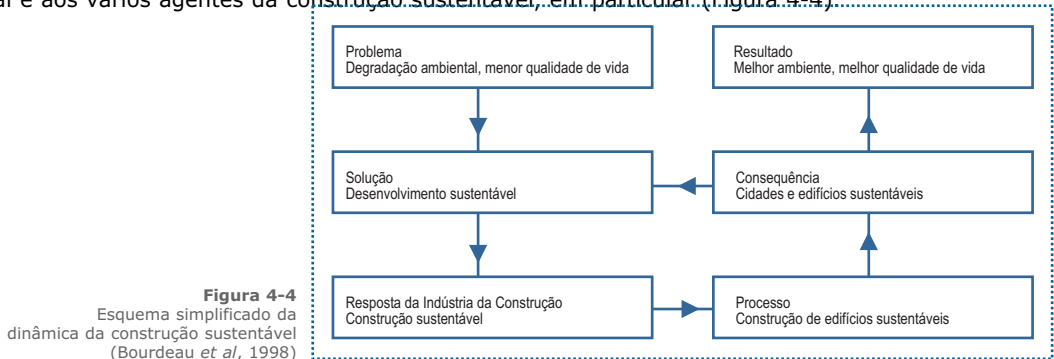 al e aos vários agentes da construção sustentável, em particular (Figura 4-4)
Problema
Degradação ambiental, menor qualidade de vida
Resultado
Melhor ambiente, melhor qualidade de vida
Solução
Desenvolvimento sustentável
Consequência
Cidades e edifícios sustentáveis
Resposta da Indústria da Construção
Construção sustentável
Processo
Construção de edifícios sustentáveis
Figura 4-4
Esquema simplificado da
dinâmica da construção sustentável
(Bourdeau et al, 1998)